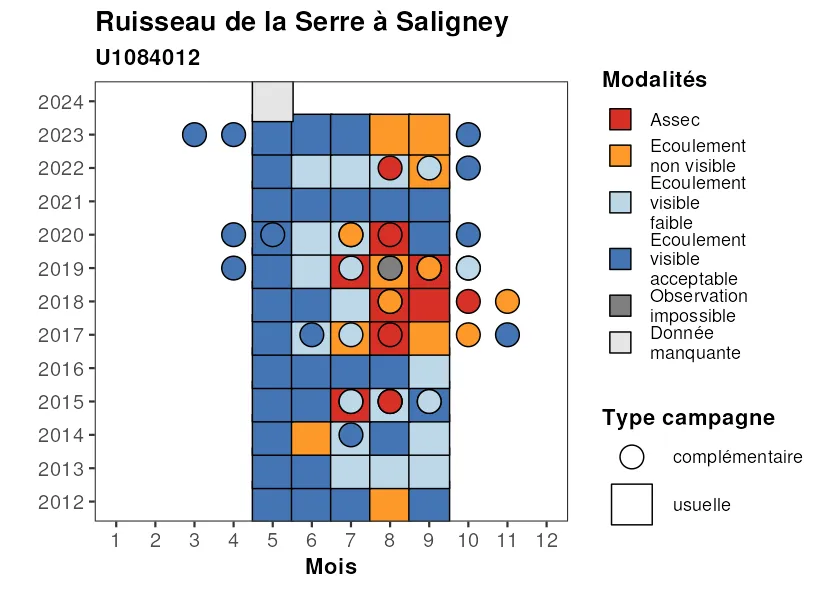 Ruisseau de la Serre à Saligney
U1084012
2024
2023
2022
2021
2020
2019
2018
2017
2016
2015
2014
2013
2012
1 2 3 4 5 6 7 8 9 10 11 12
Mois
Modalités
Assec
Ecoulement
non visible
Ecoulement
visible
faible
Ecoulement
visible
acceptable
Observation
impossible
Donnée
manquante
Type campagne
complémentaire
usuelle